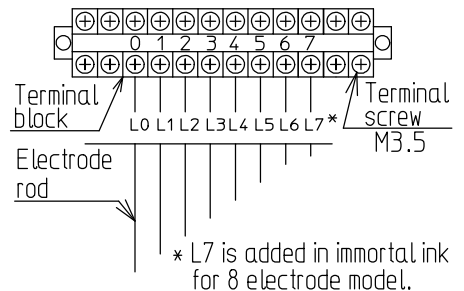 0 1 2 3 4 5 6 7
Terminal
block
L0 L1 L2 L3 L4 L5 L6 L7 *
Terminal
screw
M3.5
Electrode
rod
* L7 is added in immortal ink
for 8 electrode model.